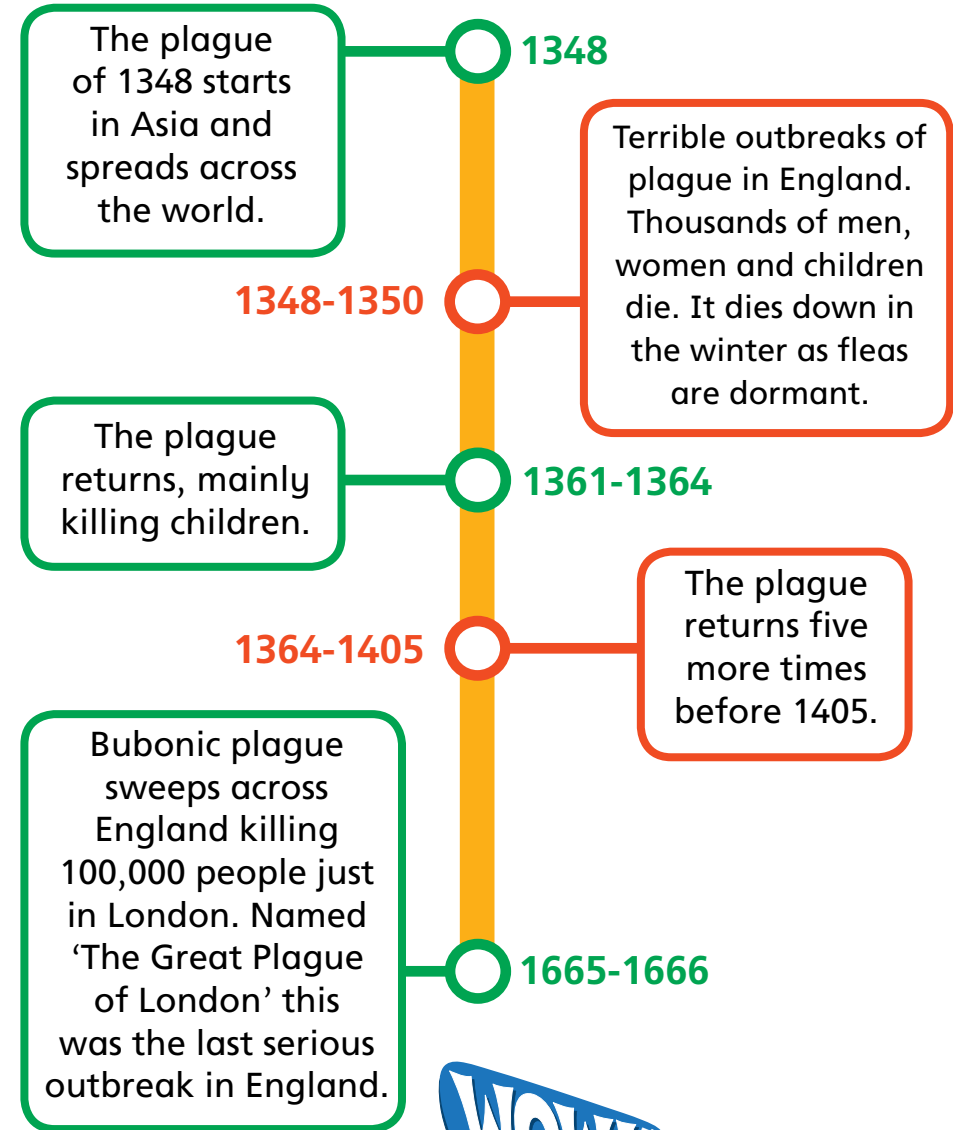 The plague
of 1348 starts
in Asia and
spreads across
the world.
1348
Terrible outbreaks of
plague in England.
Thousands of men,
women and children
die. It dies down in
the winter as fleas
are dormant.
1348-1350
The plague
returns, mainly
killing children.
1361-1364
The plague
returns five
more times
before 1405.
1364-1405
Bubonic plague
sweeps across
England killing
100,000 people just
in London. Named
‘The Great Plague
of London’ this
was the last serious
outbreak in England.
1665-1666